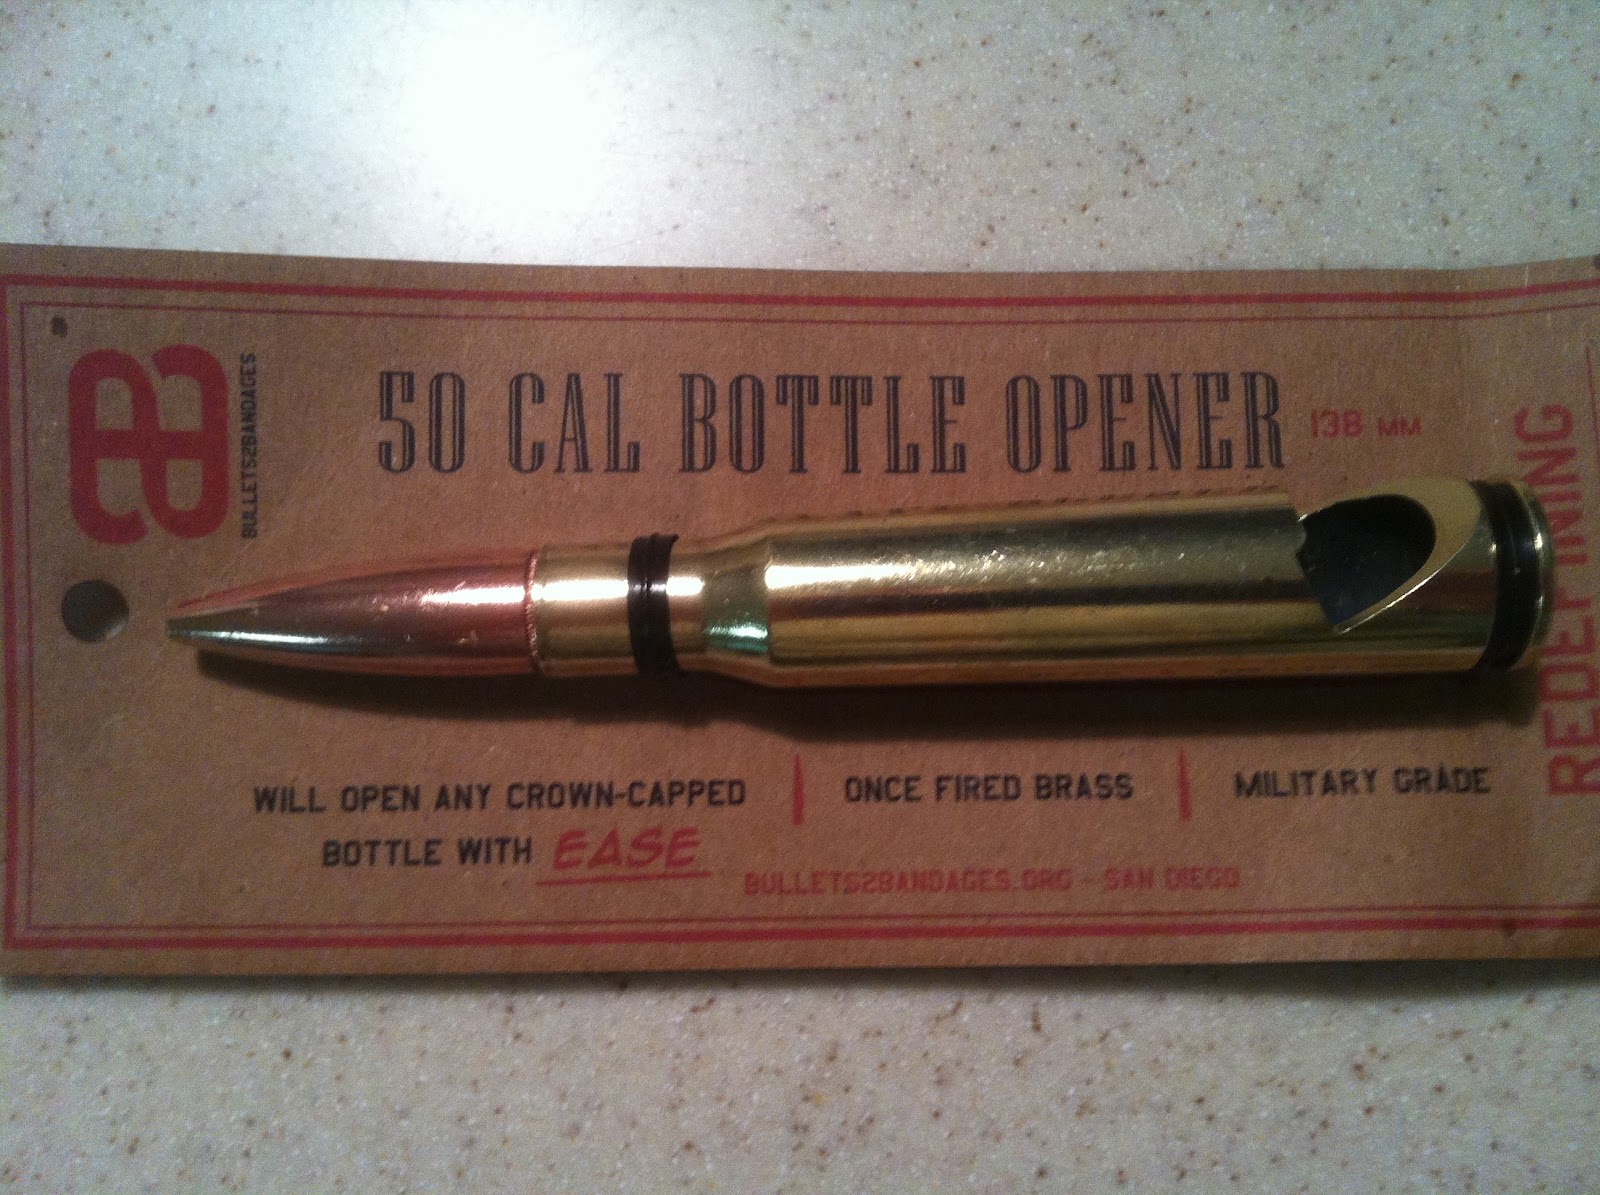 BULLETS2BANDAGES
50 CAL BOTTLE OPENER 138 MM
WILL OPEN ANY CROWN-CAPPED
BOTTLE WITH EASE
ONCE FIRED BRASS
MILITARY GRADE
BULLETS2BANDAGES.ORG - SAN DIEGO
REDEFINING